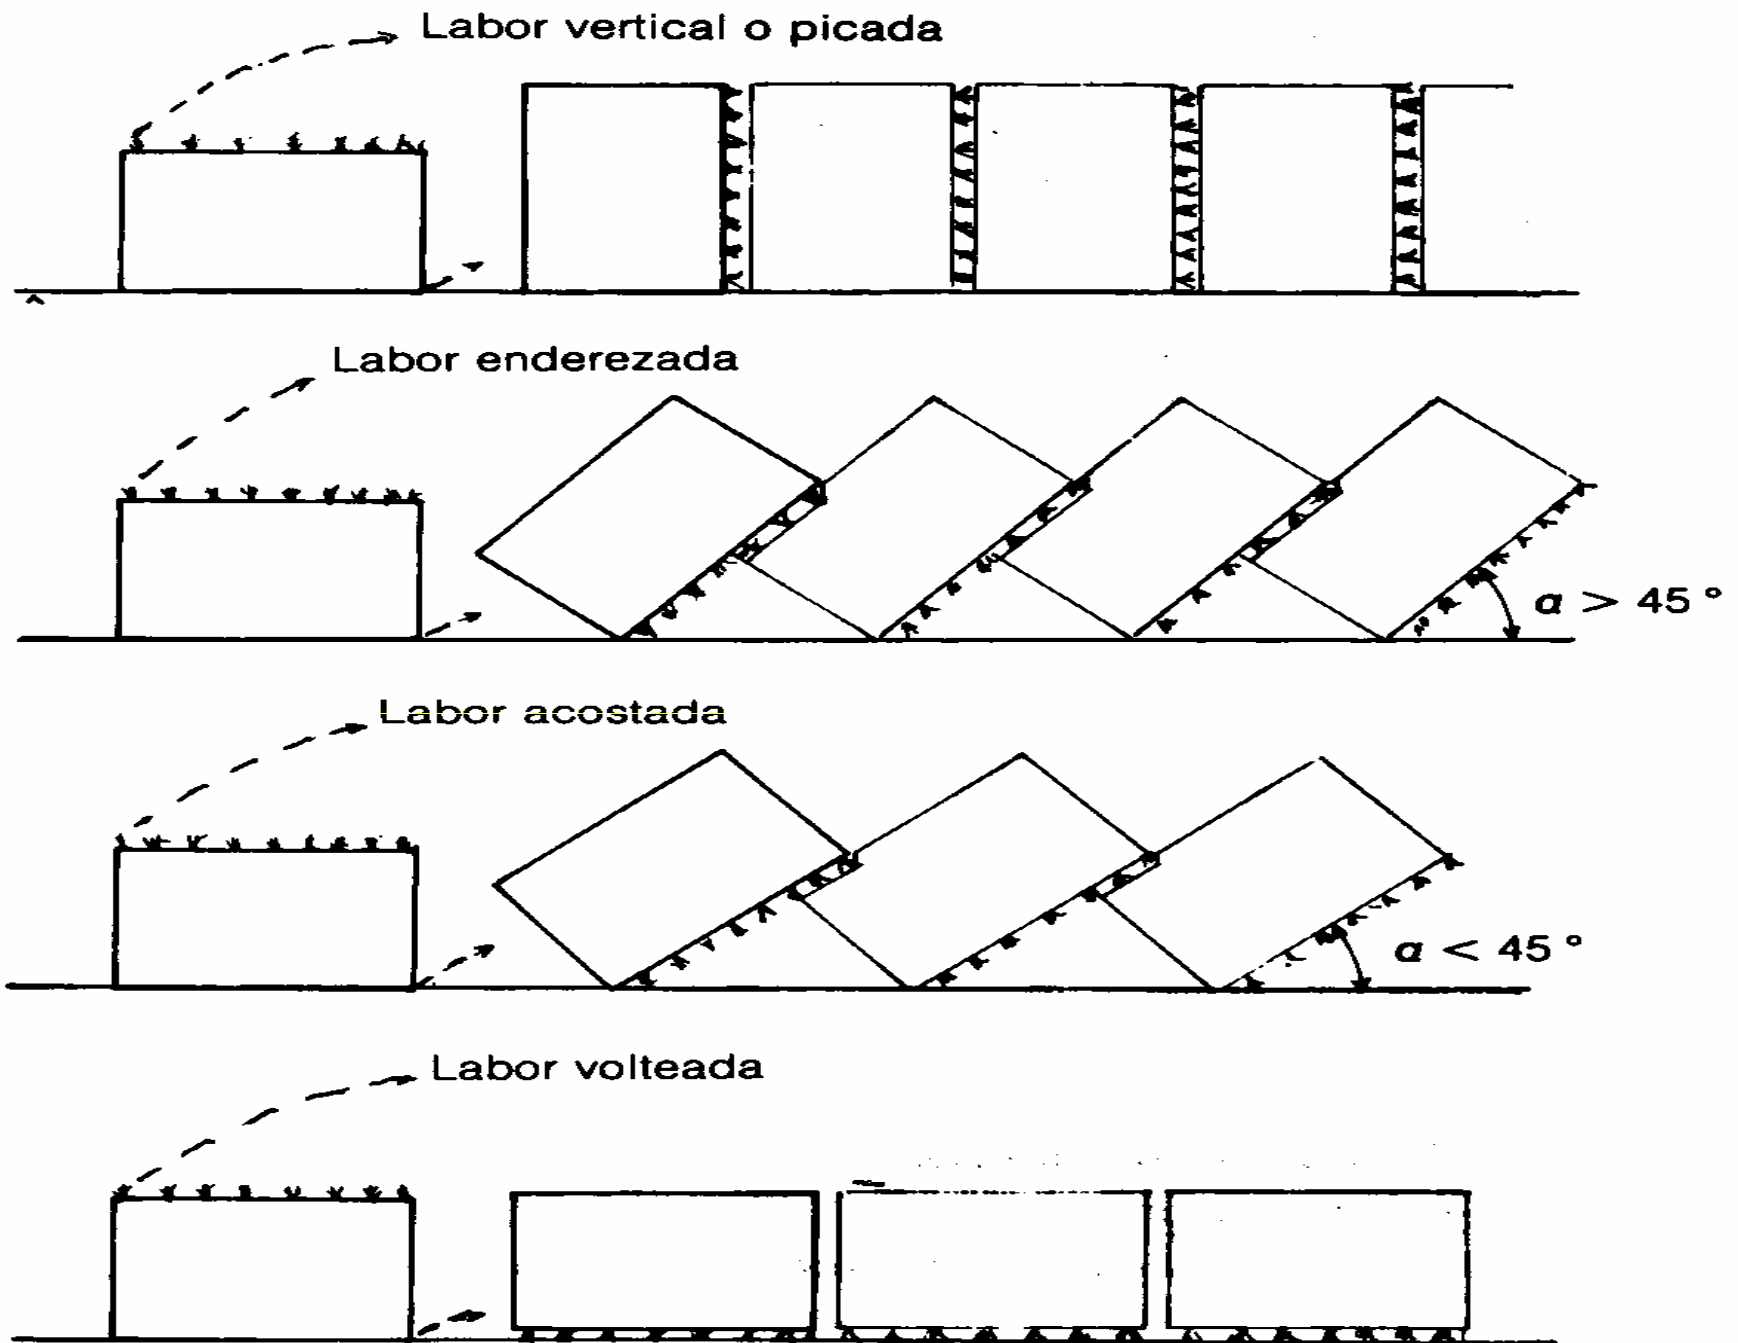 Labor vertical o picada
Labor enderezada
α > 45 °
Labor acostada
α < 45 °
Labor volteada